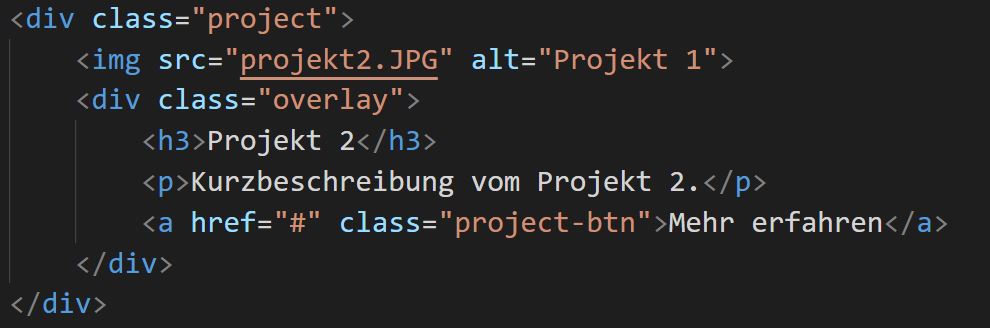 <div class="project">
<img src="projekt2.JPG" alt="Projekt 1">
<div class="overlay">
<h3>Projekt 2</h3>
<p>Kurzbeschreibung vom Projekt 2.</p>
<a href="#" class="project-btn">Mehr erfahren</a>
</div>
</div>